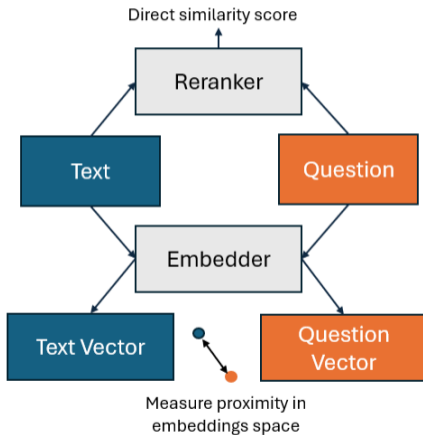 Direct similarity score
Reranker
Text
Question
Embedder
Text Vector
Question
Vector
Measure proximity in
embeddings space